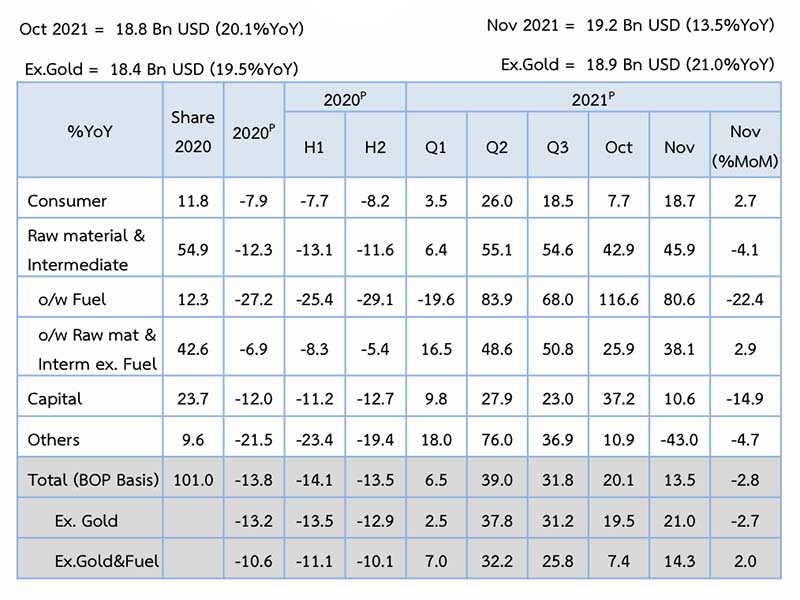 Oct 2021 = 18.8 Bn USD (20.1%YoY)
Nov 2021 = 19.2 Bn USD (13.5%YoY)
Ex.Gold = 18.4 Bn USD (19.5%YoY)
Ex.Gold = 18.9 Bn USD (21.0%YoY)
%YoY Share 2020 2020ᴾ 2020ᴾ 2021ᴾ
H1 H2 Q1 Q2 Q3 Oct Nov Nov (%MoM)
Consumer 11.8 -7.9 -7.7 -8.2 3.5 26.0 18.5 7.7 18.7 2.7
Raw material &
Intermediate 54.9 -12.3 -13.1 -11.6 6.4 55.1 54.6 42.9 45.9 -4.1
o/w Fuel 12.3 -27.2 -25.4 -29.1 -19.6 83.9 68.0 116.6 80.6 -22.4
o/w Raw mat &
Interm ex. Fuel 42.6 -6.9 -8.3 -5.4 16.5 48.6 50.8 25.9 38.1 2.9
Capital 23.7 -12.0 -11.2 -12.7 9.8 27.9 23.0 37.2 10.6 -14.9
Others 9.6 -21.5 -23.4 -19.4 18.0 76.0 36.9 10.9 -43.0 -4.7
Total (BOP Basis) 101.0 -13.8 -14.1 -13.5 6.5 39.0 31.8 20.1 13.5 -2.8
Ex. Gold -13.2 -13.5 -12.9 2.5 37.8 31.2 19.5 21.0 -2.7
Ex.Gold&Fuel -10.6 -11.1 -10.1 7.0 32.2 25.8 7.4 14.3 2.0